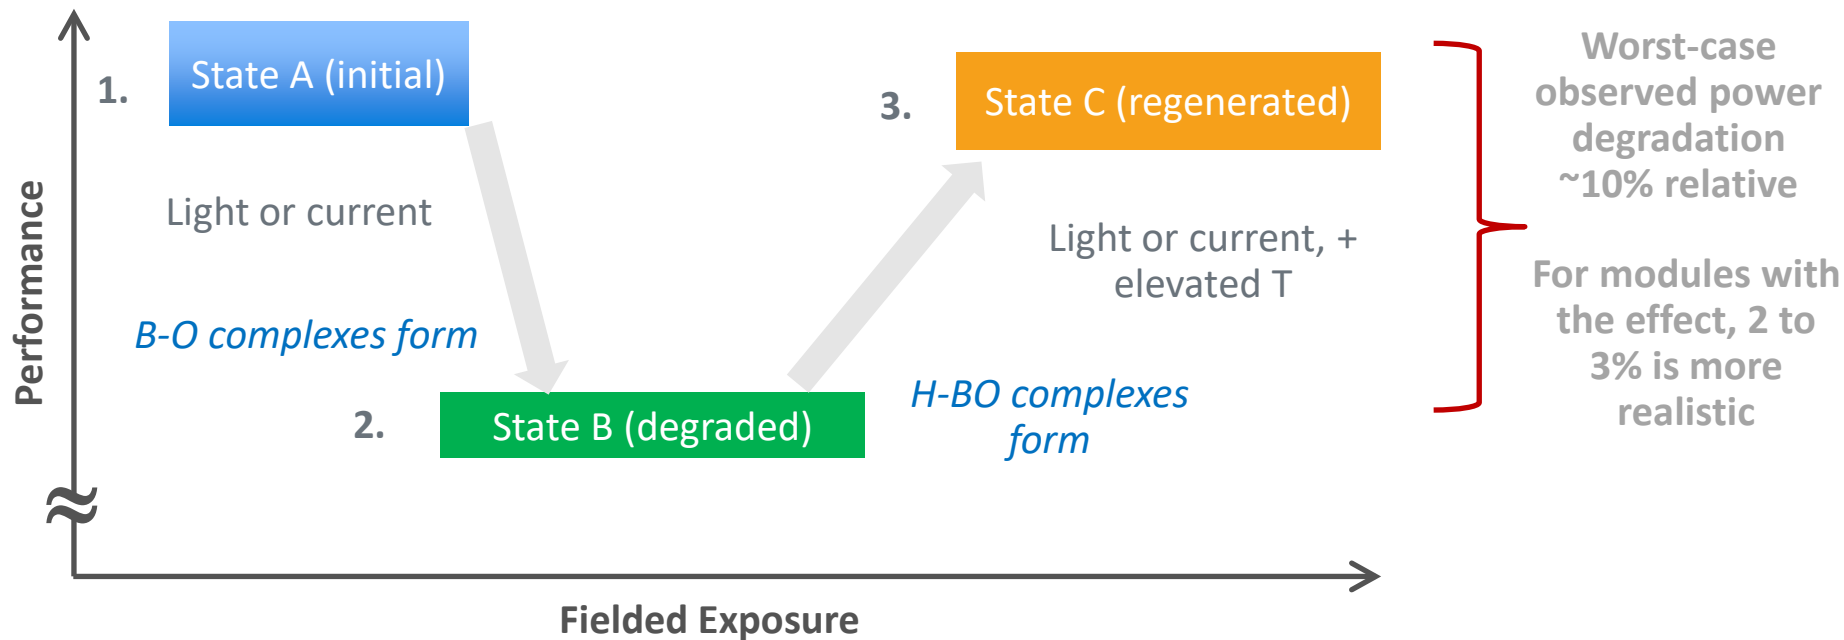 Performance
1.
State A (initial)
Light or current
B-O complexes form
2.
State B (degraded)
3.
State C (regenerated)
Light or current, +
elevated T
H-BO complexes
form
Worst-case
observed power
degradation
~10% relative
For modules with
the effect, 2 to
3% is more
realistic
Fielded Exposure